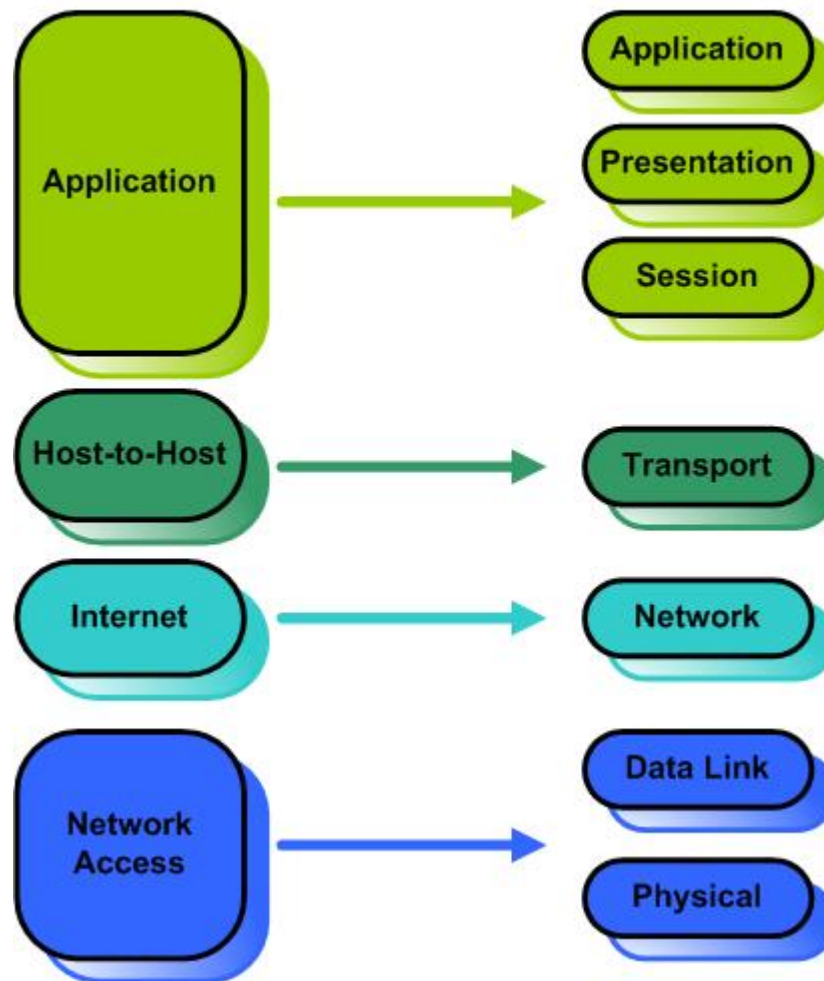 Application
Application
Presentation
Session
Host-to-Host
Transport
Internet
Network
Network
Access
Data Link
Physical